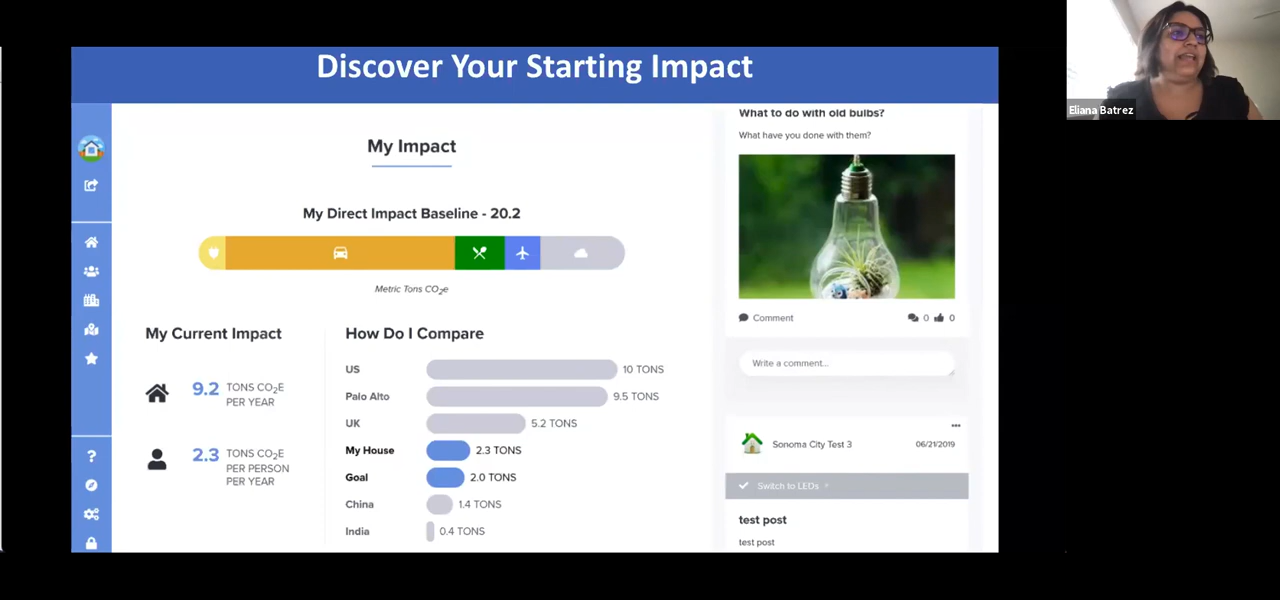 Discover Your Starting Impact
Eliana Batrez
My Impact
My Direct Impact Baseline - 20.2
Metric Tons CO2e
My Current Impact
9.2 TONS CO2E
PER YEAR
2.3 TONS CO2E
PER PERSON
PER YEAR
How Do I Compare
US 10 TONS
Palo Alto 9.5 TONS
UK 5.2 TONS
My House 2.3 TONS
Goal 2.0 TONS
China 1.4 TONS
India 0.4 TONS
What to do with old bulbs?
What have you done with them?
Comment 0 0
Write a comment...
Sonoma City Test 3 06/21/2019
Switch to LEDs
test post
test post
?